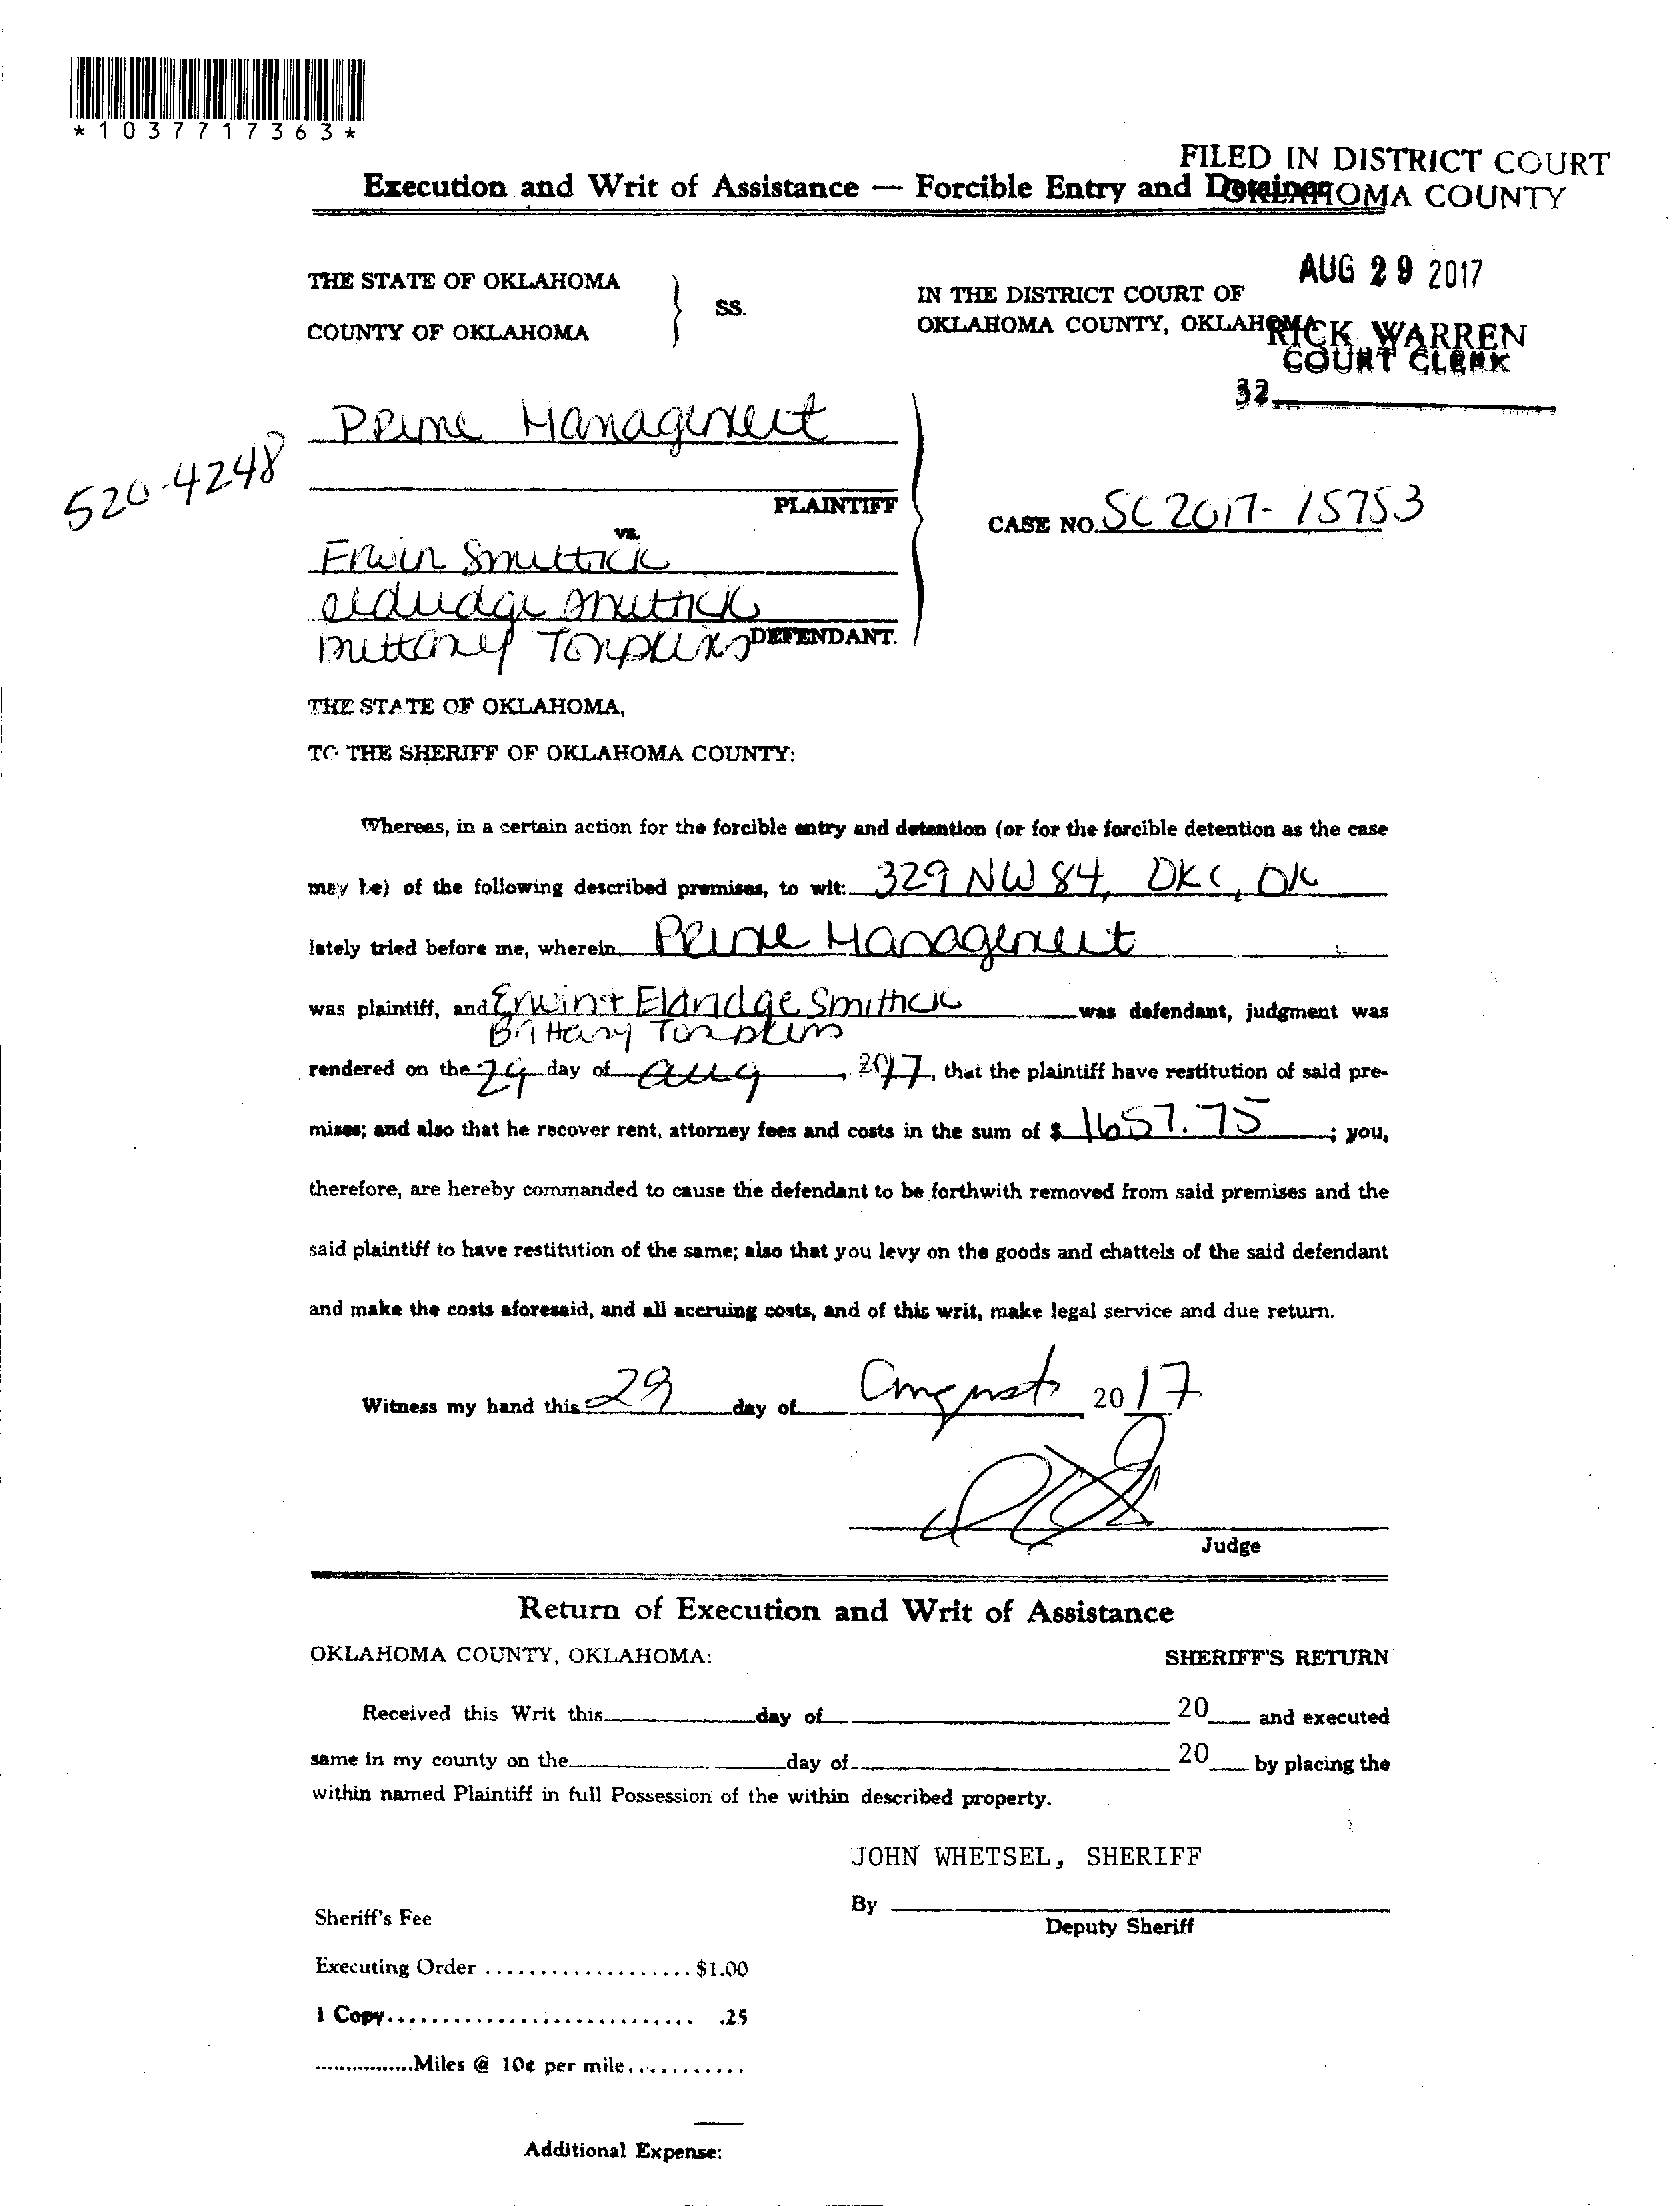 *1037717363*
FILED IN DISTRICT COURT
Execution and Writ of Assistance — Forcible Entry and Detainer
OKLAHOMA COUNTY
AUG 29 2017
THE STATE OF OKLAHOMA
SS.
IN THE DISTRICT COURT OF
COUNTY OF OKLAHOMA
OKLAHOMA COUNTY, OKLAHOMA
RICK WARREN
COURT CLERK
32
Prime Management
520-4248
PLAINTIFF
CASE NO. SC 2017-15753
vs.
Erwin Smittick
eldridge Smittick
Brittany Tompkins DEFENDANT.
THE STATE OF OKLAHOMA,
TO THE SHERIFF OF OKLAHOMA COUNTY:
Whereas, in a certain action for the forcible entry and detention (or for the forcible detention as the case
may be) of the following described premises, to wit: 329 NW 84, OKC, OK
lately tried before me, wherein Prime Management
was plaintiff, and Erwin + Eldridge Smithck was defendant, judgment was
Brittany Tompkins
rendered on the 29 day of Aug, 2017, that the plaintiff have restitution of said pre-
mises; and also that he recover rent, attorney fees and costs in the sum of $ 1657.75; you,
therefore, are hereby commanded to cause the defendant to be forthwith removed from said premises and the
said plaintiff to have restitution of the same; also that you levy on the goods and chattels of the said defendant
and make the costs aforesaid, and all accruing costs, and of this writ, make legal service and due return.
Witness my hand this 29 day of August 2017
Judge
Return of Execution and Writ of Assistance
OKLAHOMA COUNTY, OKLAHOMA: SHERIFF'S RETURN
Received this Writ this day of 20 and executed
same in my county on the day of 20 by placing the
within named Plaintiff in full Possession of the within described property.
JOHN WHETSEL, SHERIFF
By
Sheriff's Fee
Deputy Sheriff
Executing Order ................... $1.00
1 Copy............................ .25
................Miles @ 10¢ per mile...........
Additional Expense: